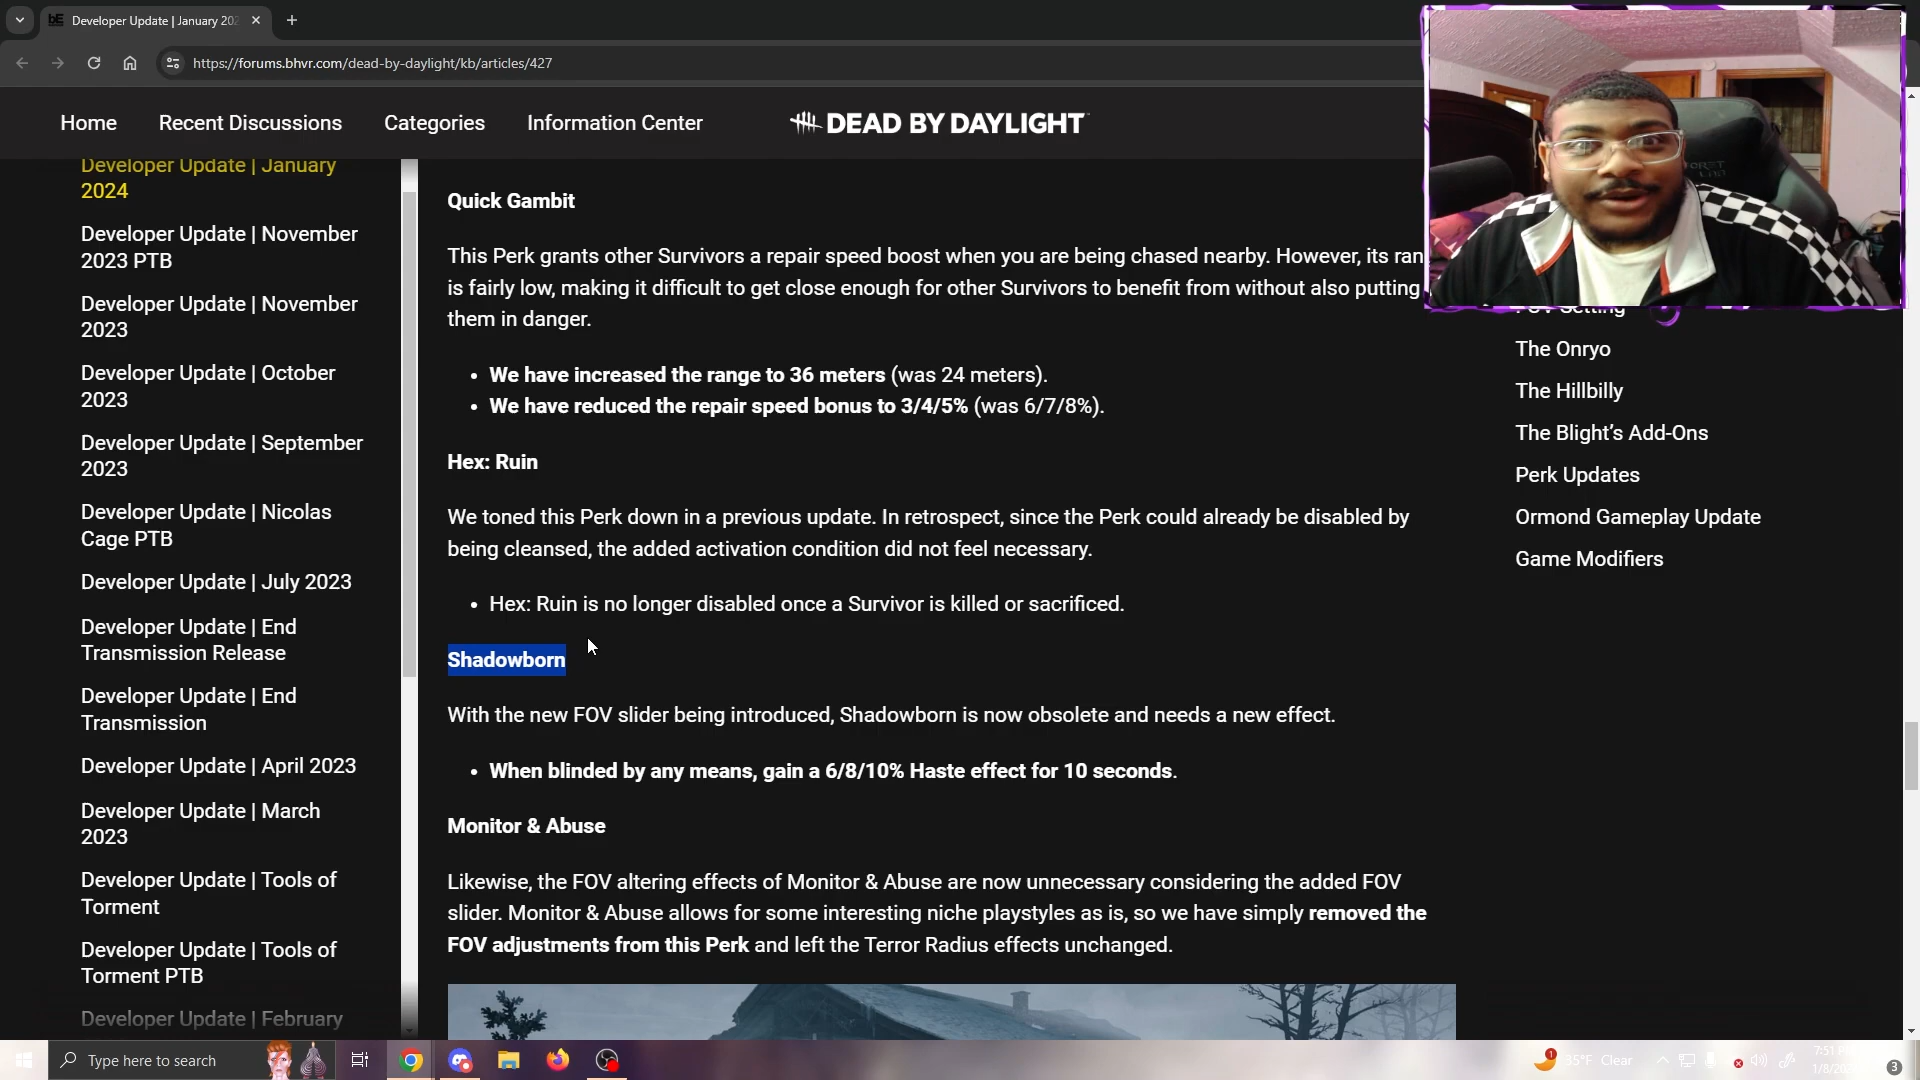 Developer Update | January 202
https://forums.bhvr.com/dead-by-daylight/kb/articles/427
Home
Recent Discussions
Categories
Information Center
DEAD BY DAYLIGHT
Developer Update | January
2024
Developer Update | November
2023 PTB
Developer Update | November
2023
Developer Update | October
2023
Developer Update | September
2023
Developer Update | Nicolas
Cage PTB
Developer Update | July 2023
Developer Update | End
Transmission Release
Developer Update | End
Transmission
Developer Update | April 2023
Developer Update | March
2023
Developer Update | Tools of
Torment
Developer Update | Tools of
Torment PTB
Developer Update | February
Quick Gambit
This Perk grants other Survivors a repair speed boost when you are being chased nearby. However, its ran
is fairly low, making it difficult to get close enough for other Survivors to benefit from without also putting
them in danger.
• We have increased the range to 36 meters (was 24 meters).
• We have reduced the repair speed bonus to 3/4/5% (was 6/7/8%).
Hex: Ruin
We toned this Perk down in a previous update. In retrospect, since the Perk could already be disabled by
being cleansed, the added activation condition did not feel necessary.
• Hex: Ruin is no longer disabled once a Survivor is killed or sacrificed.
Shadowborn
With the new FOV slider being introduced, Shadowborn is now obsolete and needs a new effect.
• When blinded by any means, gain a 6/8/10% Haste effect for 10 seconds.
Monitor & Abuse
Likewise, the FOV altering effects of Monitor & Abuse are now unnecessary considering the added FOV
slider. Monitor & Abuse allows for some interesting niche playstyles as is, so we have simply removed the
FOV adjustments from this Perk and left the Terror Radius effects unchanged.
Setting
The Onryo
The Hillbilly
The Blight's Add-Ons
Perk Updates
Ormond Gameplay Update
Game Modifiers
Type here to search
1
35°F Clear
7:51
3